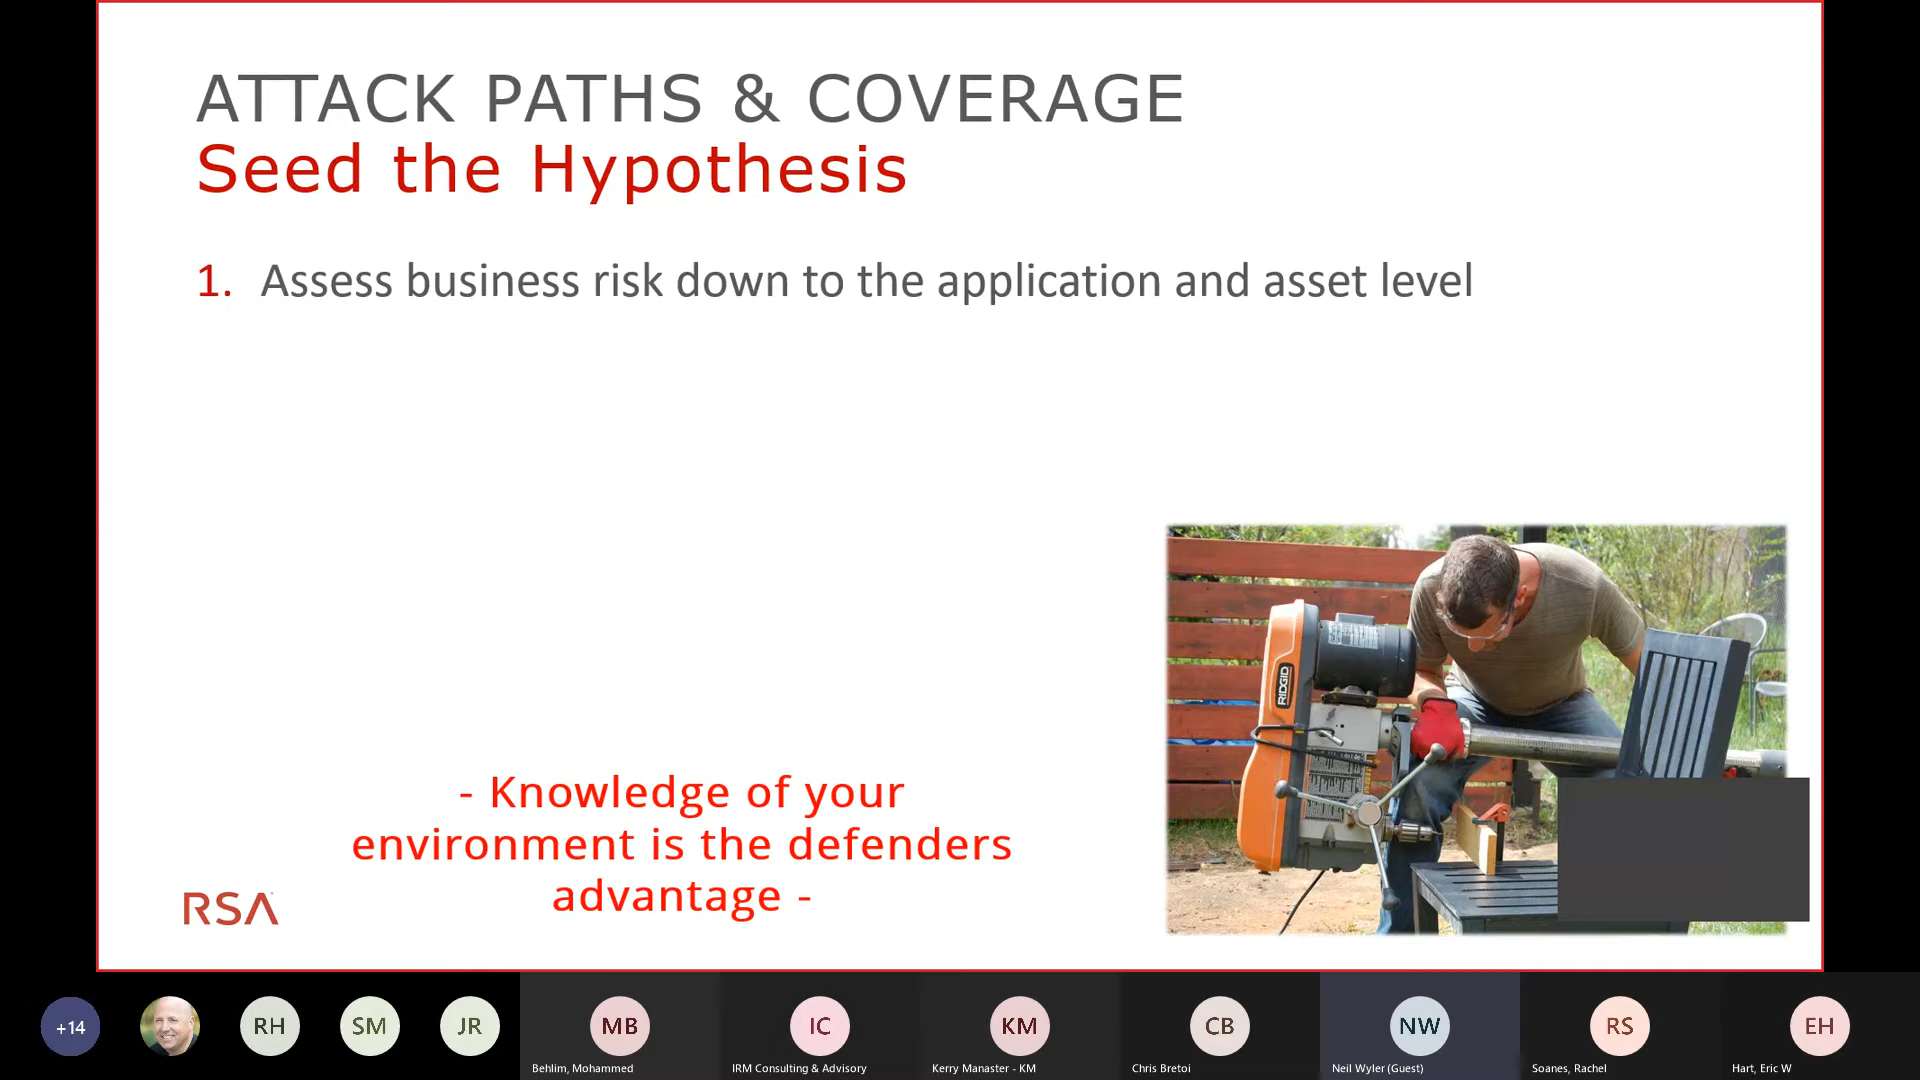 ATTACK PATHS & COVERAGE
Seed the Hypothesis
1. Assess business risk down to the application and asset level
RIDGID
- Knowledge of your
environment is the defenders
advantage -
RSA
+14
RH
SM
JR
MB
IC
KM
CB
NW
RS
EH
Behlim, Mohammed
IRM Consulting & Advisory
Kerry Manaster - KM
Chris Bretoi
Neil Wyler (Guest)
Soanes, Rachel
Hart, Eric W